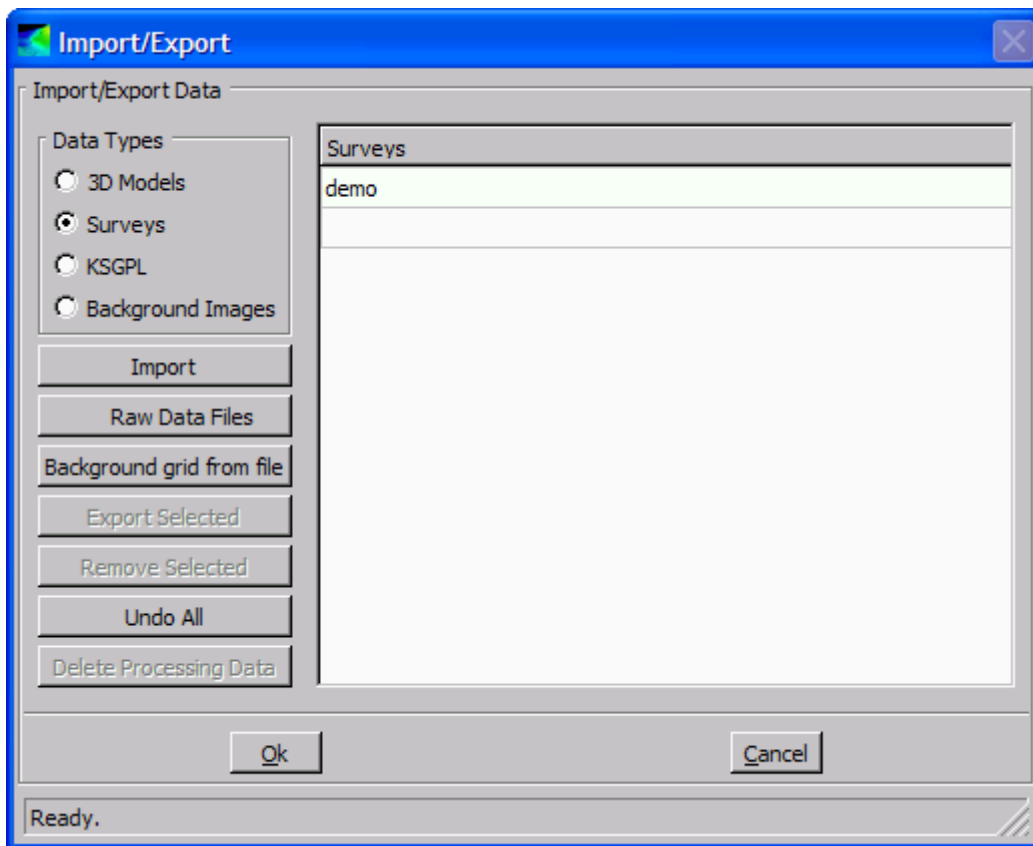 Import/Export
Import/Export Data
Data Types
3D Models
Surveys
KSGPL
Background Images
Import
Raw Data Files
Background grid from file
Export Selected
Remove Selected
Undo All
Delete Processing Data
Surveys
demo
Ok
Cancel
Ready.